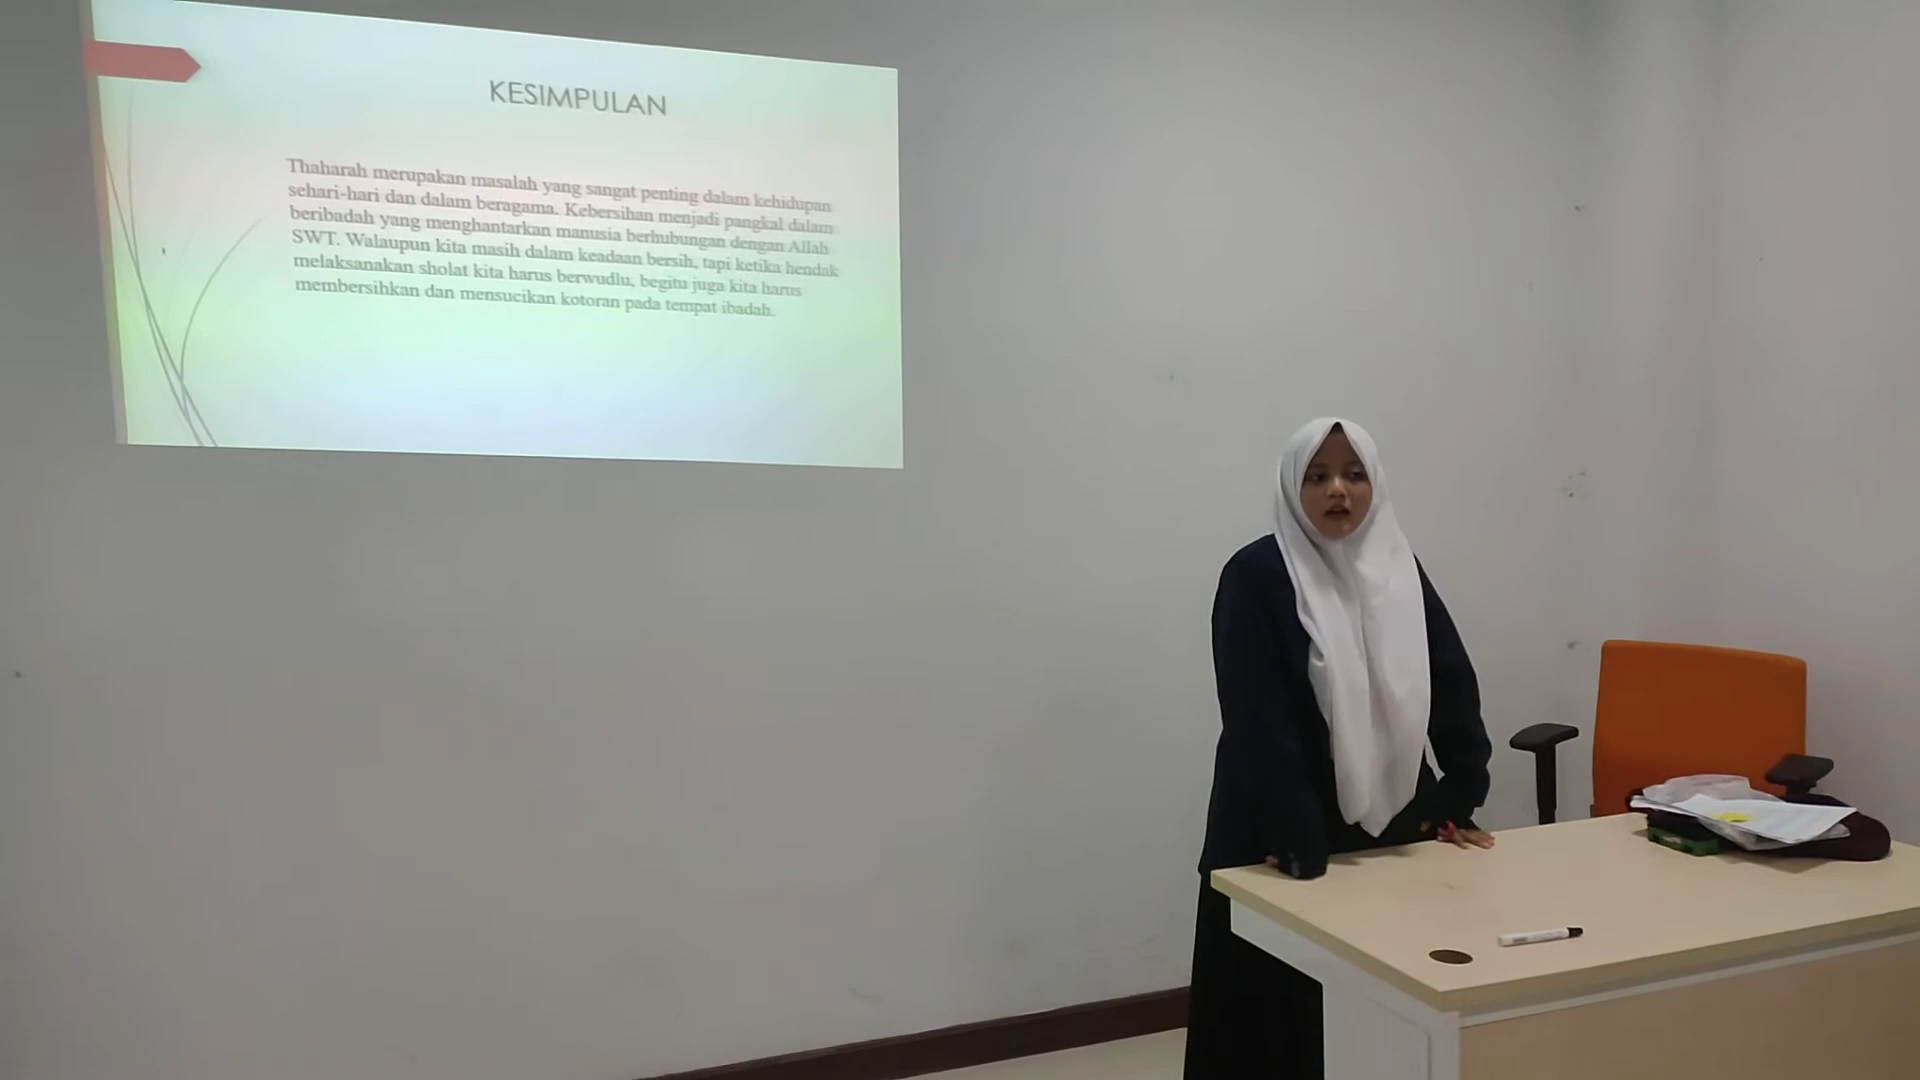 KESIMPULAN
Thaharah merupakan masalah yang sangat penting dalam kehidupan
sehari-hari dan dalam beragama. Kebersihan menjadi pangkal dalam
beribadah yang menghantarkan manusia berhubungan dengan Allah
SWT. Walaupun kita masih dalam keadaan bersih, tapi ketika hendak
melaksanakan sholat kita harus berwudlu, begitu juga kita harus
membersihkan dan mensucikan kotoran pada tempat ibadah.